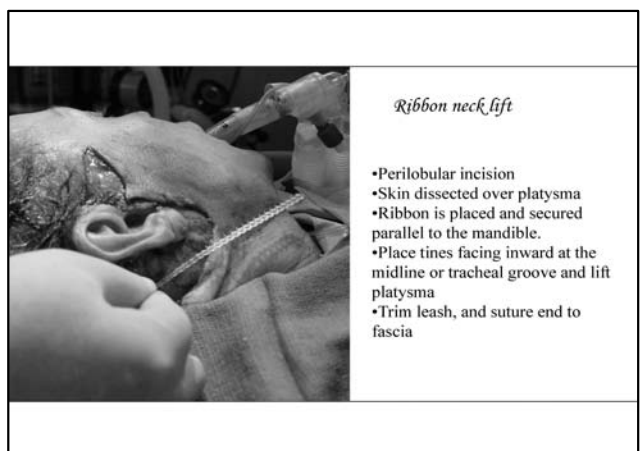 Ribbon neck lift
•Perilobular incision
•Skin dissected over platysma
•Ribbon is placed and secured
parallel to the mandible.
•Place tines facing inward at the
midline or tracheal groove and lift
platysma
•Trim leash, and suture end to
fascia